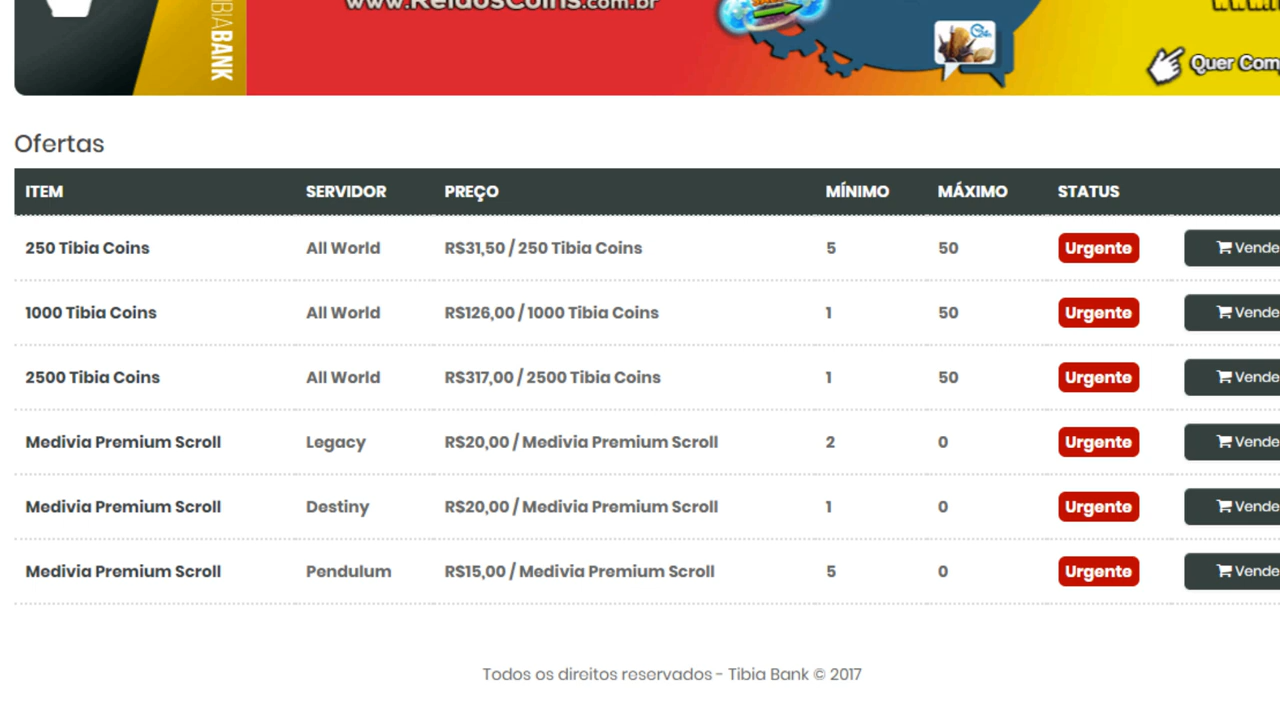 www.ReidosCoins.com.br
BANK
Quer Com
Ofertas
ITEM SERVIDOR PREÇO MÍNIMO MÁXIMO STATUS
250 Tibia Coins All World R$31,50 / 250 Tibia Coins 5 50 Urgente Vende
1000 Tibia Coins All World R$126,00 / 1000 Tibia Coins 1 50 Urgente Vende
2500 Tibia Coins All World R$317,00 / 2500 Tibia Coins 1 50 Urgente Vende
Medivia Premium Scroll Legacy R$20,00 / Medivia Premium Scroll 2 0 Urgente Vende
Medivia Premium Scroll Destiny R$20,00 / Medivia Premium Scroll 1 0 Urgente Vende
Medivia Premium Scroll Pendulum R$15,00 / Medivia Premium Scroll 5 0 Urgente Vende
Todos os direitos reservados - Tibia Bank © 2017